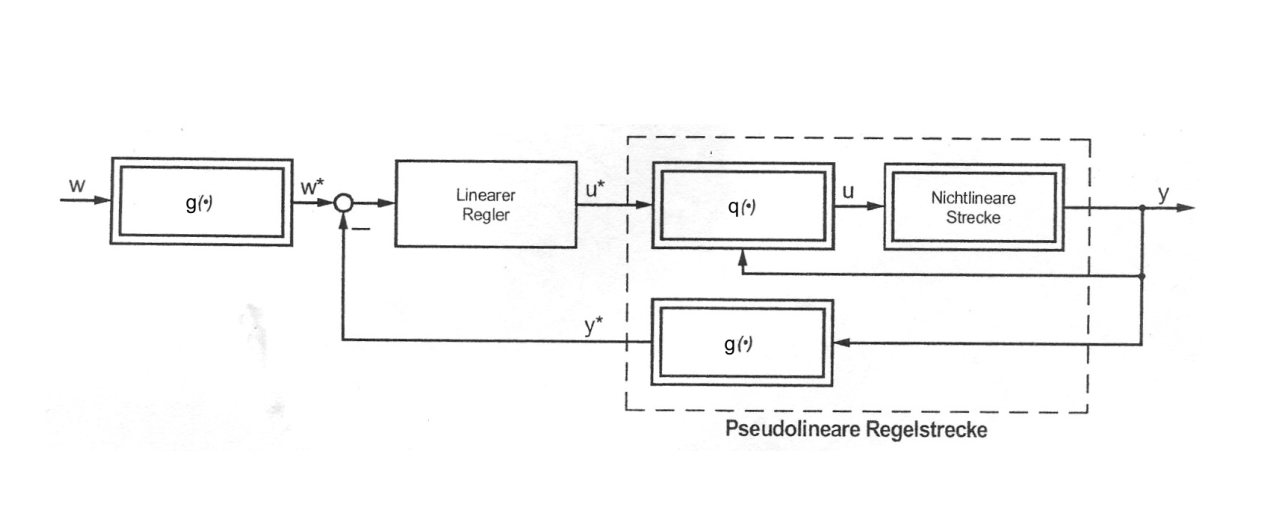 w
g(•)
w*
Linearer
Regler
u*
q(•)
u
Nichtlineare
Strecke
y
—
y*
g(•)
Pseudolineare Regelstrecke